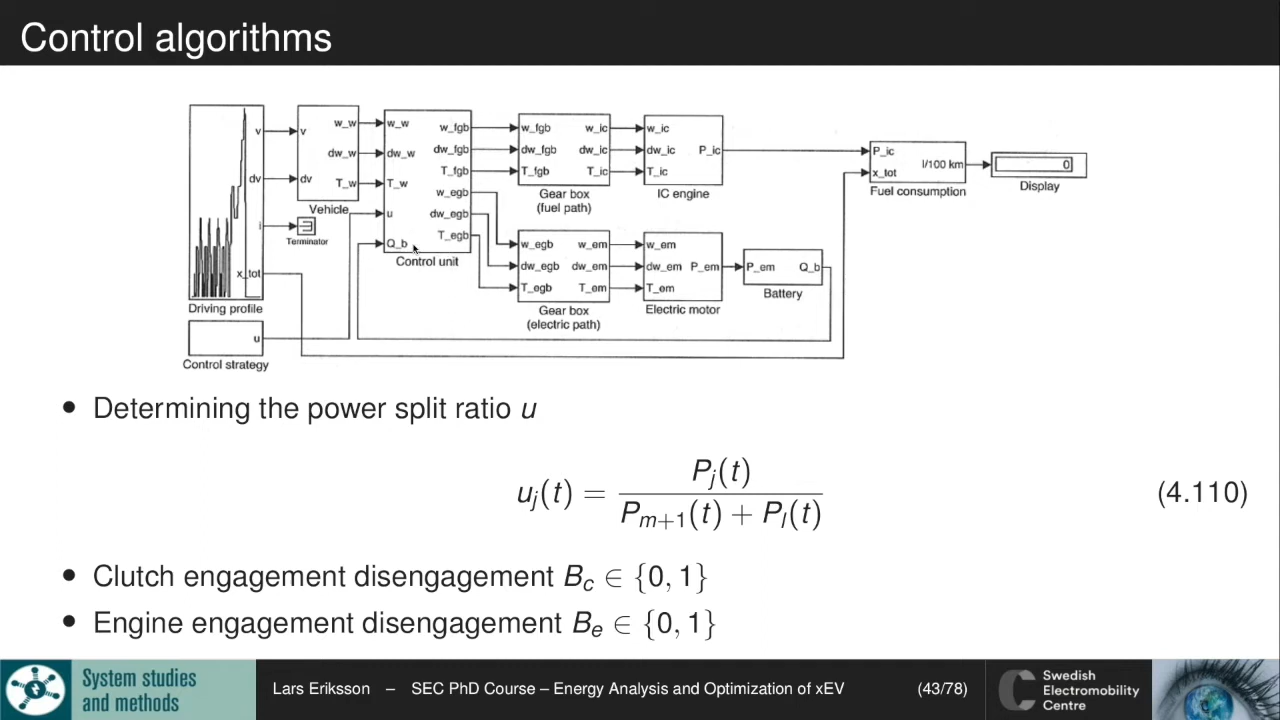 Control algorithms
v
dv
i
x_tot
Driving profile
u
Control strategy
v
dv
w_w
dw_w
T_w
Vehicle
Terminator
w_w
dw_w
T_w
u
Q_b
w_fgb
dw_fgb
T_fgb
w_egb
dw_egb
T_egb
Control unit
w_fgb
dw_fgb
T_fgb
w_ic
dw_ic
T_ic
Gear box
(fuel path)
w_ic
dw_ic
T_ic
P_ic
IC engine
w_egb
dw_egb
T_egb
w_em
dw_em
T_em
Gear box
(electric path)
w_em
dw_em
T_em
P_em
Electric motor
P_em
Q_b
Battery
P_ic
x_tot
l/100 km
Fuel consumption
0
Display
• Determining the power split ratio u
u_j(t) = P_j(t) / (P_{m+1}(t) + P_l(t)) (4.110)
• Clutch engagement disengagement B_c ∈ {0, 1}
• Engine engagement disengagement B_e ∈ {0, 1}
System studies
and methods
Lars Eriksson – SEC PhD Course – Energy Analysis and Optimization of xEV (43/78)
Swedish
Electromobility
Centre